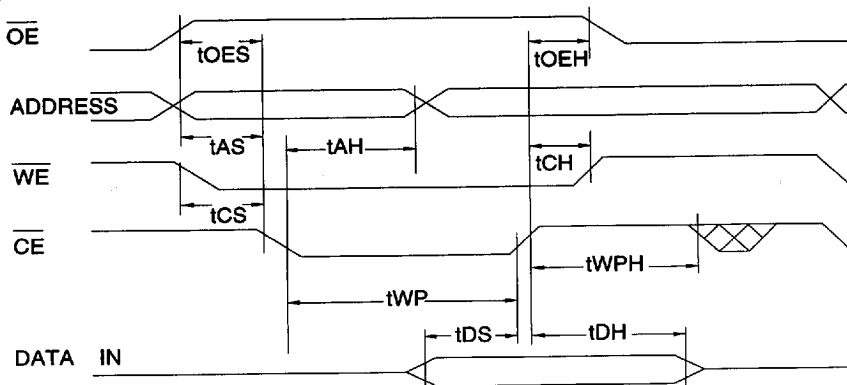 OE
tOES
tOEH
ADDRESS
tAS
tAH
tCH
WE
tCS
CE
tWPH
tWP
tDS
tDH
DATA IN